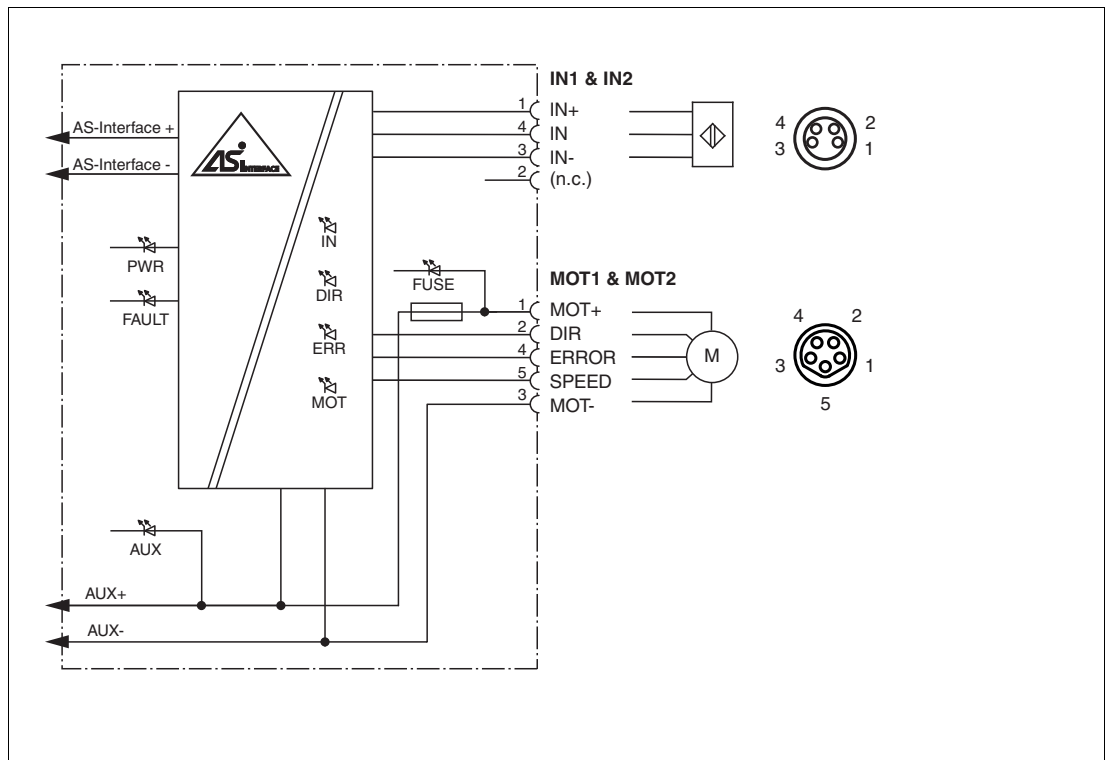 IN1 & IN2
1 IN+
4 IN
3 IN-
2 (n.c.)
4 2
3 1
AS-Interface +
AS-Interface -
ASi INTERFACE
PWR
FAULT
IN
DIR
ERR
MOT
FUSE
MOT1 & MOT2
1 MOT+
2 DIR
4 ERROR
5 SPEED
3 MOT-
M
4 2
3 1
5
AUX
AUX+
AUX-